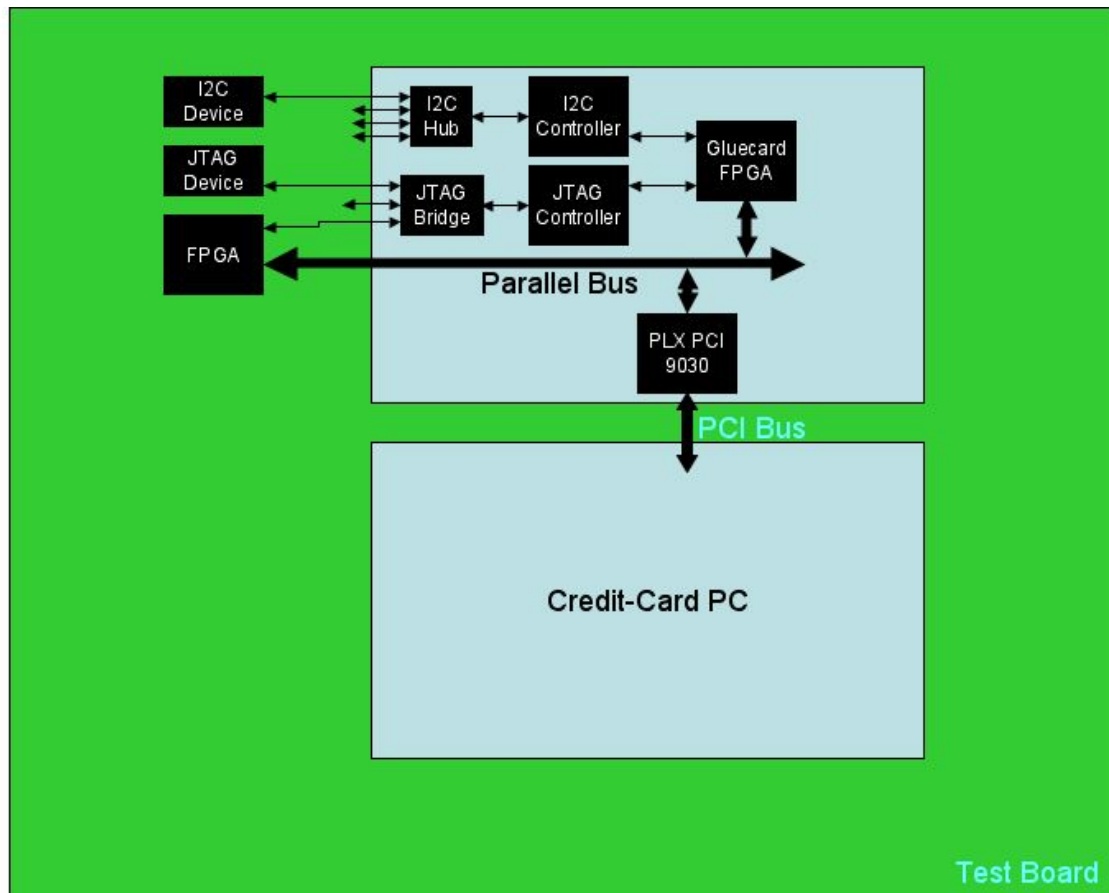 I2C
Device
I2C
Hub
I2C
Controller
Gluecard
FPGA
JTAG
Device
JTAG
Bridge
JTAG
Controller
FPGA
Parallel Bus
PLX PCI
9030
PCI Bus
Credit-Card PC
Test Board